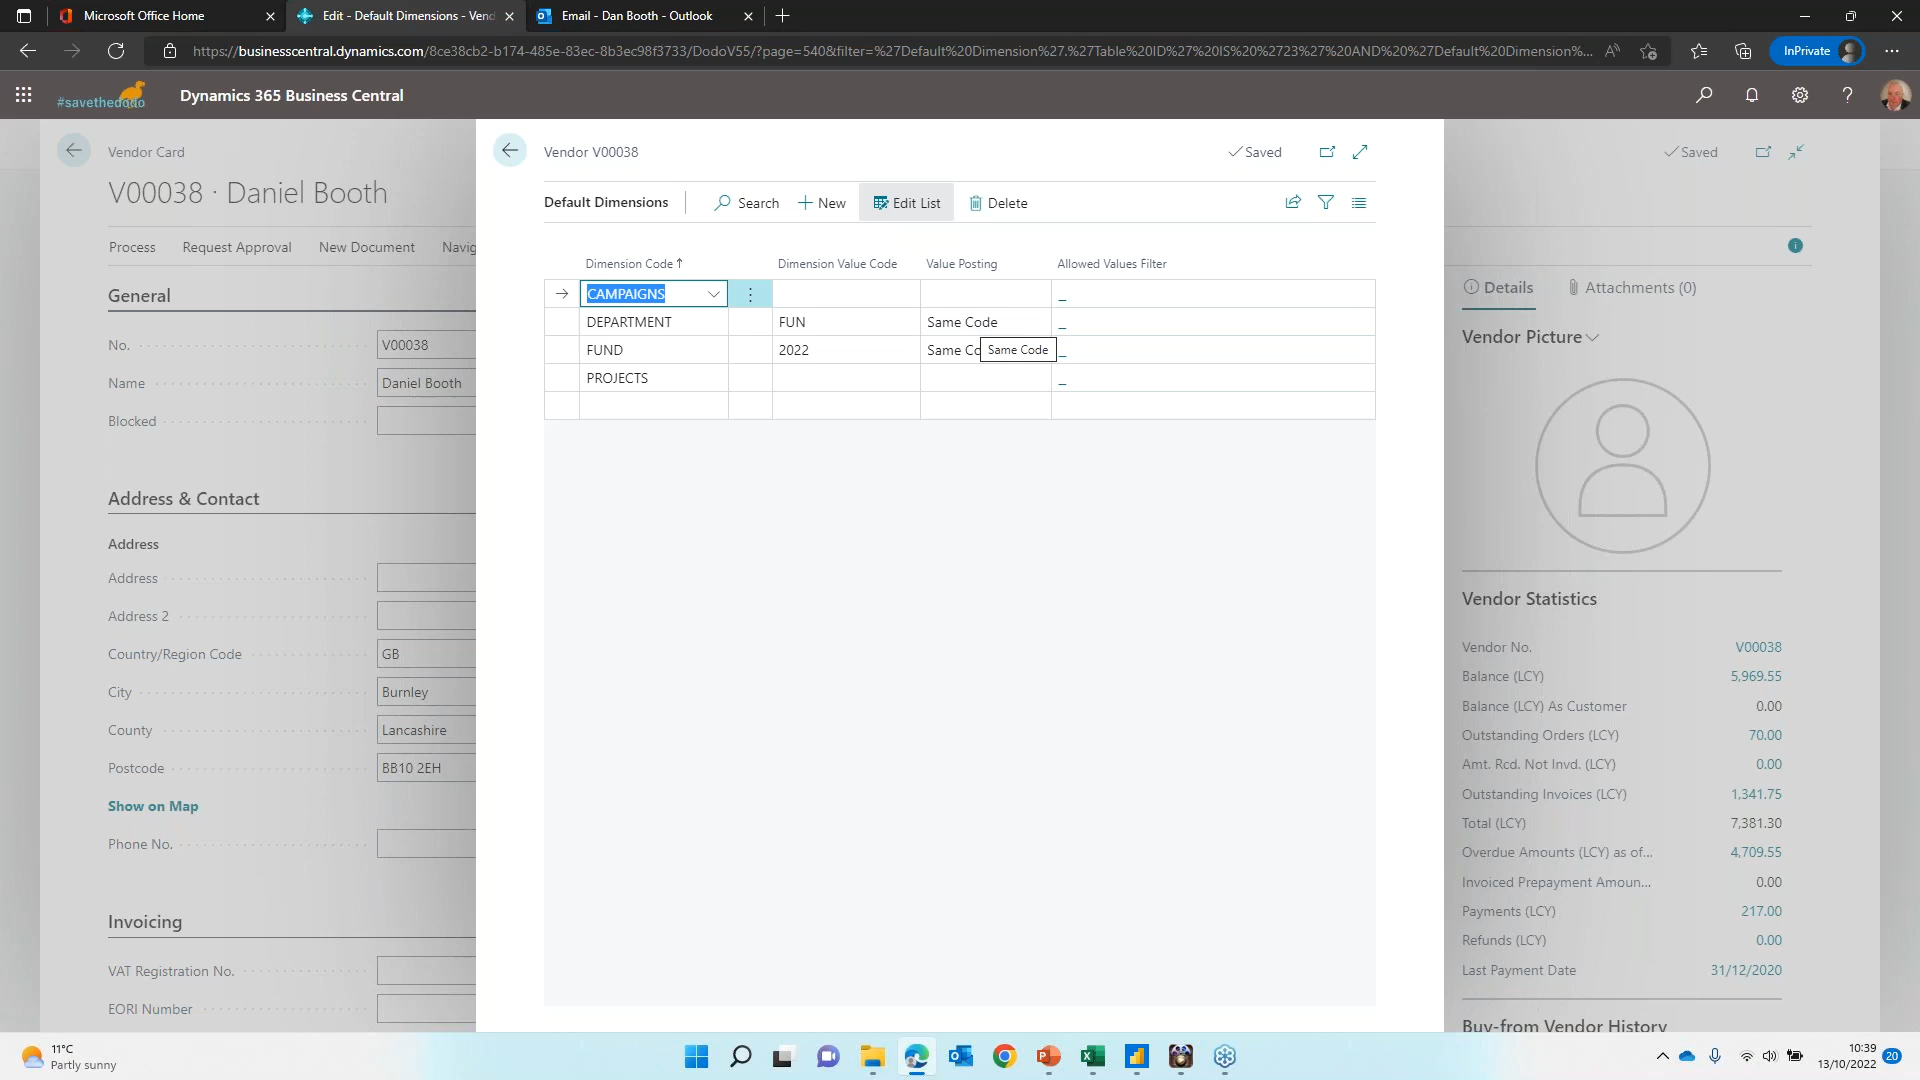 Microsoft Office Home
Edit - Default Dimensions - Vend
Email - Dan Booth - Outlook
https://businesscentral.dynamics.com/8ce38cb2-b174-485e-83ec-8b3ec98f3733/DodoV55/?page=540&filter=%27Default%20Dimension%27.%27Table%20ID%27%20IS%20%2723%27%20AND%20%27Default%20Dimension%...
InPrivate
#savethedodo
Dynamics 365 Business Central
Vendor Card
V00038 · Daniel Booth
Process
Request Approval
New Document
Navig
General
No.
V00038
Name
Daniel Booth
Blocked
Address & Contact
Address
Address
Address 2
Country/Region Code
GB
City
Burnley
County
Lancashire
Postcode
BB10 2EH
Show on Map
Phone No.
Invoicing
VAT Registration No.
EORI Number
Vendor V00038
Saved
Default Dimensions
Search
New
Edit List
Delete
Dimension Code ↑
Dimension Value Code
Value Posting
Allowed Values Filter
CAMPAIGNS
_
DEPARTMENT
FUN
Same Code
_
FUND
2022
Same Co
Same Code
_
PROJECTS
_
Saved
Details
Attachments (0)
Vendor Picture
Vendor Statistics
Vendor No.
V00038
Balance (LCY)
5,969.55
Balance (LCY) As Customer
0.00
Outstanding Orders (LCY)
70.00
Amt. Rcd. Not Invd. (LCY)
0.00
Outstanding Invoices (LCY)
1,341.75
Total (LCY)
7,381.30
Overdue Amounts (LCY) as of...
4,709.55
Invoiced Prepayment Amoun...
0.00
Payments (LCY)
217.00
Refunds (LCY)
0.00
Last Payment Date
31/12/2020
Buy-from Vendor History
11°C
Partly sunny
10:39
13/10/2022
20